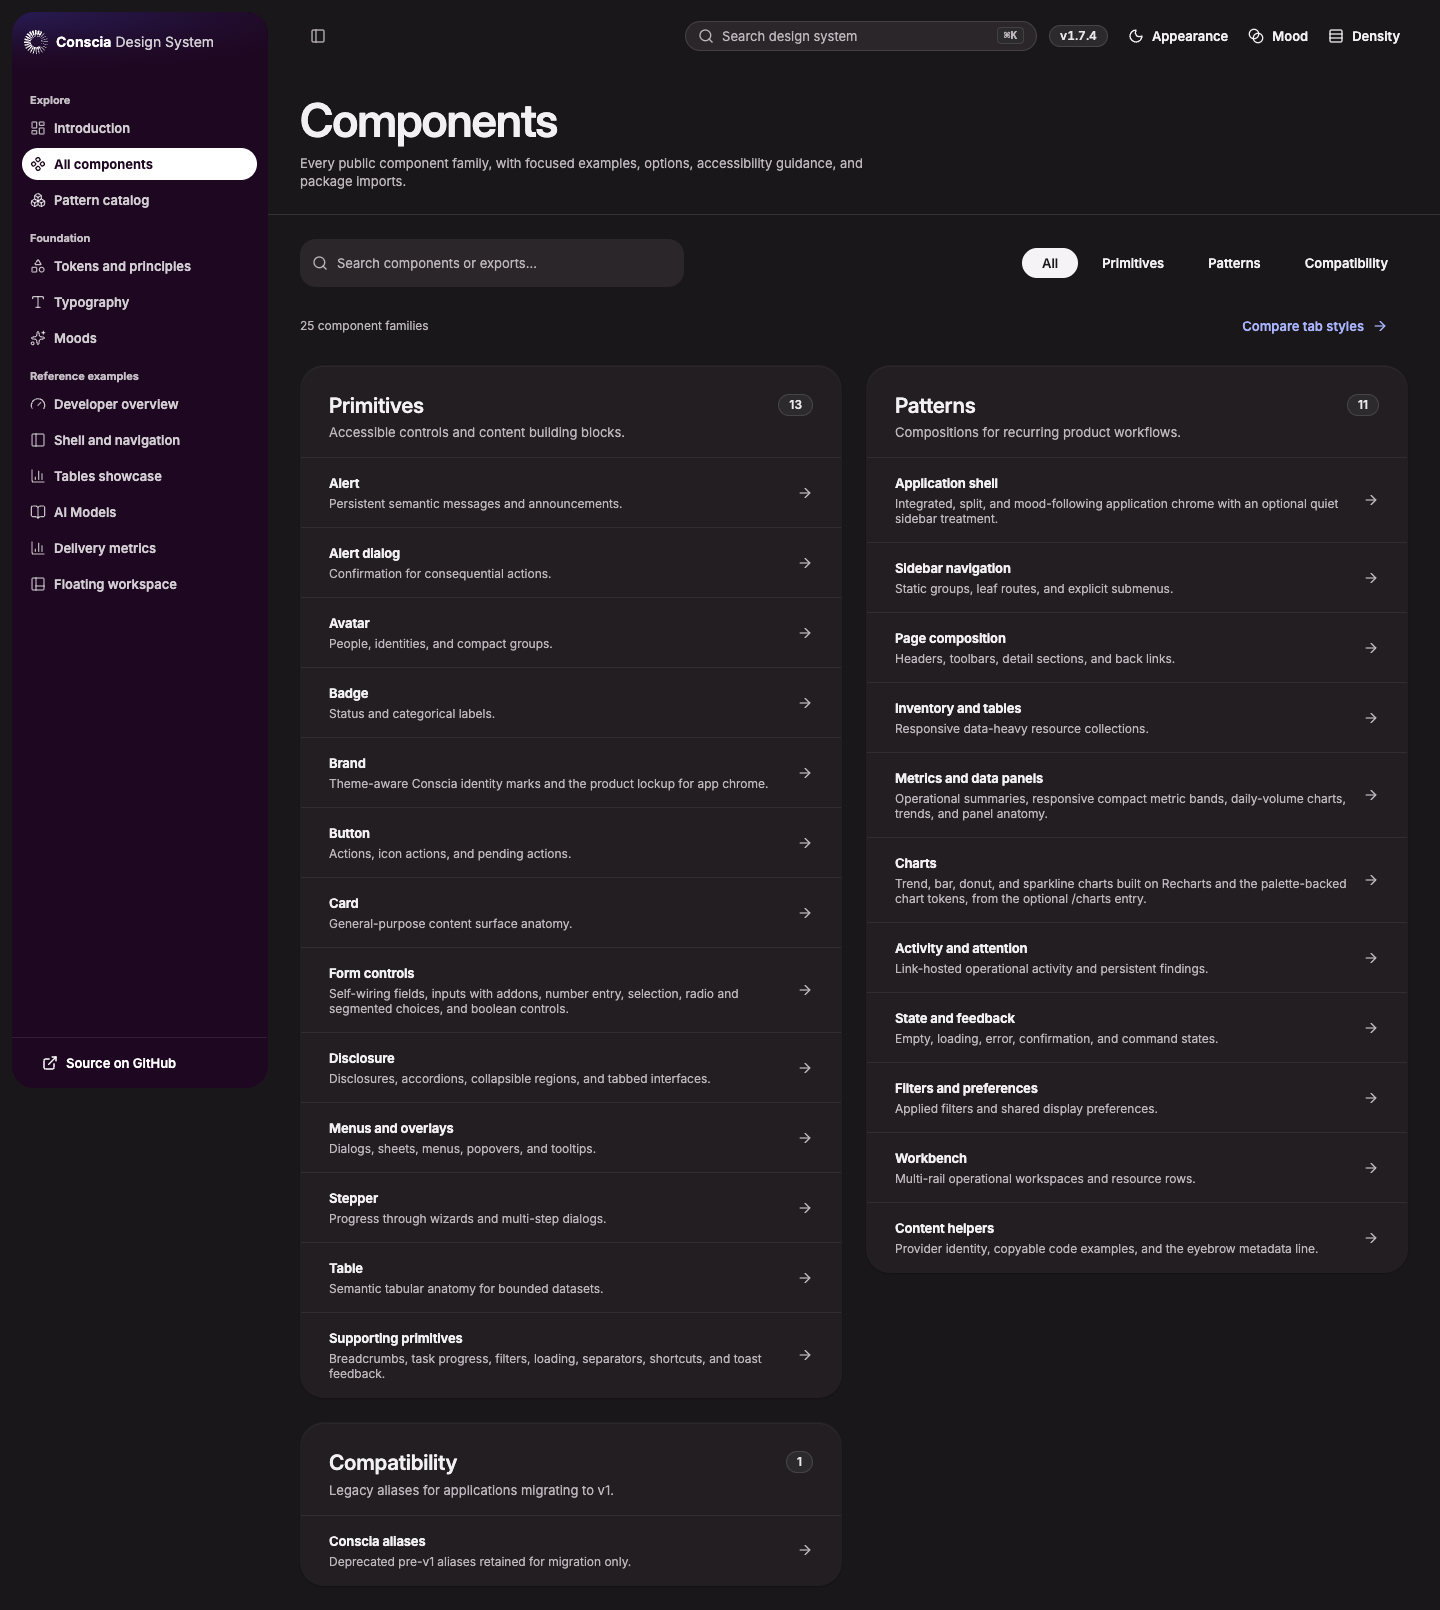 Conscia Design System
Explore
Introduction
All components
Pattern catalog
Foundation
Tokens and principles
Typography
Moods
Reference examples
Developer overview
Shell and navigation
Tables showcase
AI Models
Delivery metrics
Floating workspace
Source on GitHub
Search design system ⌘K
v1.7.4
Appearance
Mood
Density
Components
Every public component family, with focused examples, options, accessibility guidance, and
package imports.
Search components or exports...
All
Primitives
Patterns
Compatibility
25 component families
Compare tab styles
Primitives 13
Accessible controls and content building blocks.
Alert
Persistent semantic messages and announcements.
Alert dialog
Confirmation for consequential actions.
Avatar
People, identities, and compact groups.
Badge
Status and categorical labels.
Brand
Theme-aware Conscia identity marks and the product lockup for app chrome.
Button
Actions, icon actions, and pending actions.
Card
General-purpose content surface anatomy.
Form controls
Self-wiring fields, inputs with addons, number entry, selection, radio and
segmented choices, and boolean controls.
Disclosure
Disclosures, accordions, collapsible regions, and tabbed interfaces.
Menus and overlays
Dialogs, sheets, menus, popovers, and tooltips.
Stepper
Progress through wizards and multi-step dialogs.
Table
Semantic tabular anatomy for bounded datasets.
Supporting primitives
Breadcrumbs, task progress, filters, loading, separators, shortcuts, and toast
feedback.
Patterns 11
Compositions for recurring product workflows.
Application shell
Integrated, split, and mood-following application chrome with an optional quiet
sidebar treatment.
Sidebar navigation
Static groups, leaf routes, and explicit submenus.
Page composition
Headers, toolbars, detail sections, and back links.
Inventory and tables
Responsive data-heavy resource collections.
Metrics and data panels
Operational summaries, responsive compact metric bands, daily-volume charts,
trends, and panel anatomy.
Charts
Trend, bar, donut, and sparkline charts built on Recharts and the palette-backed
chart tokens, from the optional /charts entry.
Activity and attention
Link-hosted operational activity and persistent findings.
State and feedback
Empty, loading, error, confirmation, and command states.
Filters and preferences
Applied filters and shared display preferences.
Workbench
Multi-rail operational workspaces and resource rows.
Content helpers
Provider identity, copyable code examples, and the eyebrow metadata line.
Compatibility 1
Legacy aliases for applications migrating to v1.
Conscia aliases
Deprecated pre-v1 aliases retained for migration only.